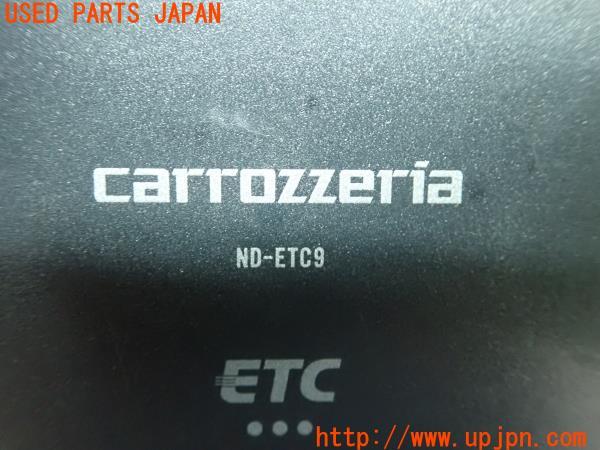 USED PARTS JAPAN
carrozzeria
ND-ETC9
ETC
http://www.upjpn.com